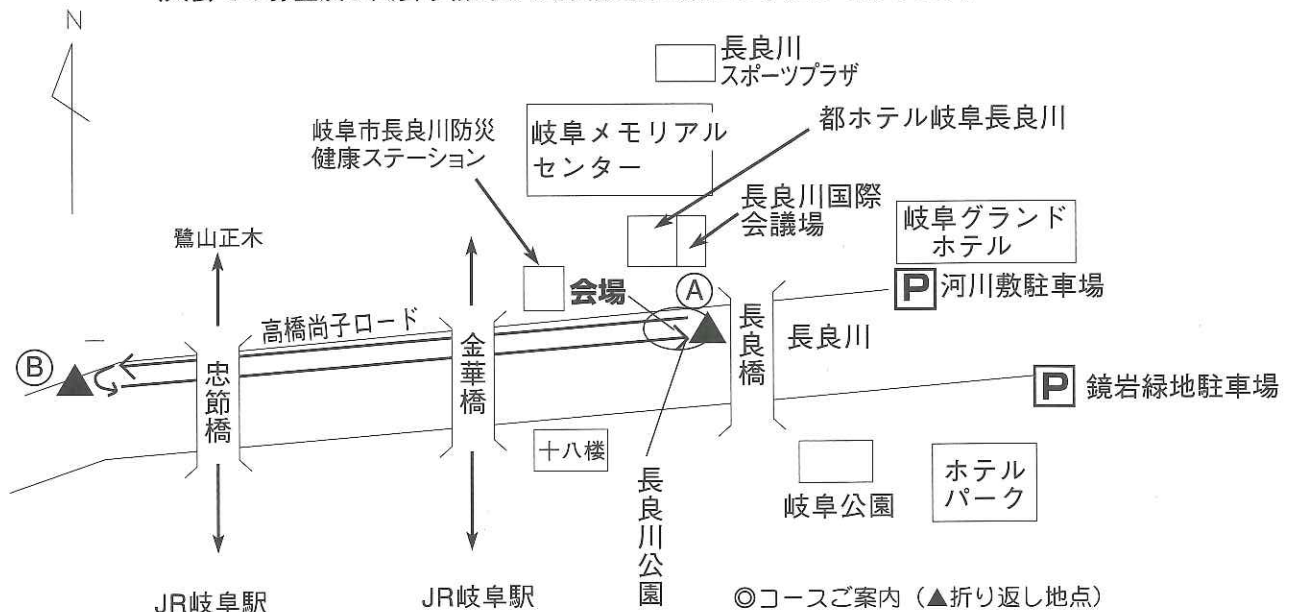 N
長良川
スポーツプラザ
岐阜市長良川防災
健康ステーション
岐阜メモリアル
センター
都ホテル岐阜長良川
長良川国際
会議場
岐阜グランド
ホテル
鷺山正木
会場
A
P 河川敷駐車場
高橋尚子ロード
B
忠節橋
金華橋
長良橋
長良川
P 鏡岩緑地駐車場
十八楼
長良川公園
岐阜公園
ホテル
パーク
JR岐阜駅
JR岐阜駅
◎コースご案内（▲折り返し地点）